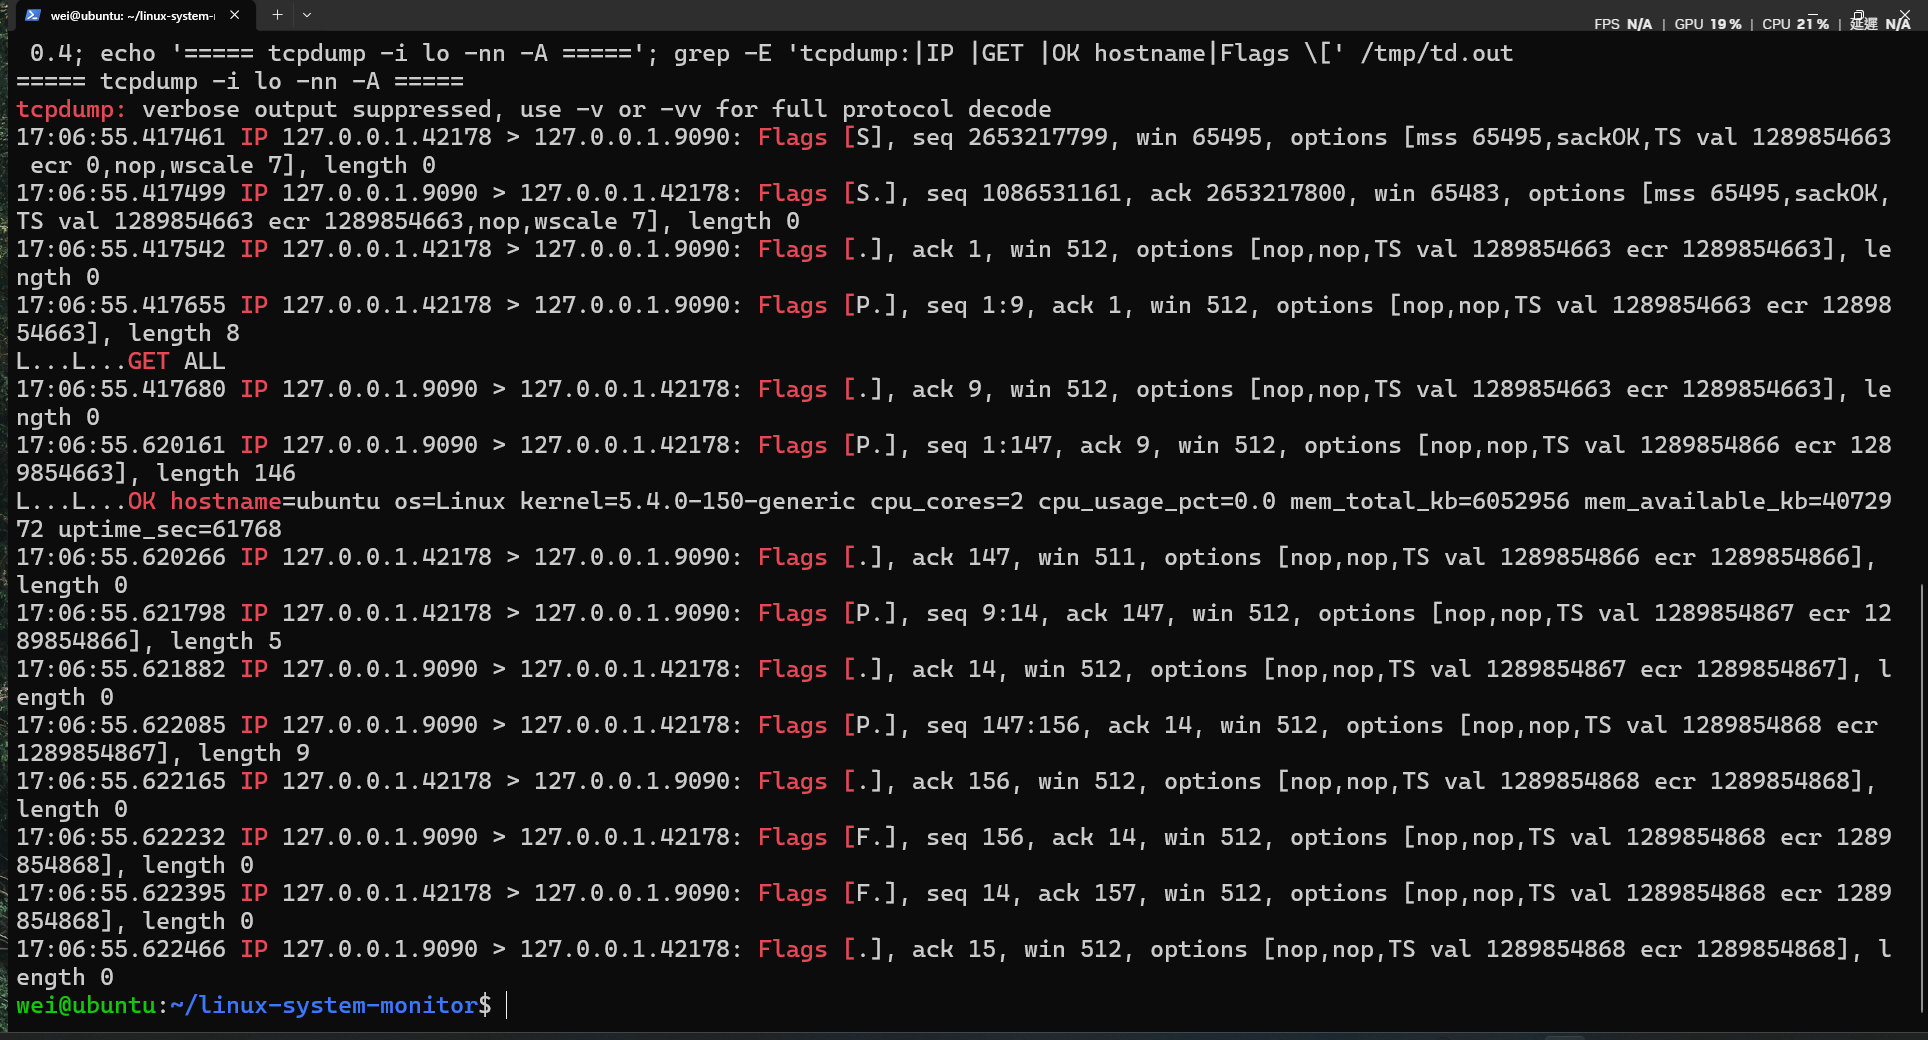 wei@ubuntu: ~/linux-system-
FPS N/A | GPU 19% | CPU 21% | 延遲 N/A
 0.4; echo '===== tcpdump -i lo -nn -A ====='; grep -E 'tcpdump:|IP |GET |OK hostname|Flags \[' /tmp/td.out
===== tcpdump -i lo -nn -A =====
tcpdump: verbose output suppressed, use -v or -vv for full protocol decode
17:06:55.417461 IP 127.0.0.1.42178 > 127.0.0.1.9090: Flags [S], seq 2653217799, win 65495, options [mss 65495,sackOK,TS val 1289854663
 ecr 0,nop,wscale 7], length 0
17:06:55.417499 IP 127.0.0.1.9090 > 127.0.0.1.42178: Flags [S.], seq 1086531161, ack 2653217800, win 65483, options [mss 65495,sackOK,
TS val 1289854663 ecr 1289854663,nop,wscale 7], length 0
17:06:55.417542 IP 127.0.0.1.42178 > 127.0.0.1.9090: Flags [.], ack 1, win 512, options [nop,nop,TS val 1289854663 ecr 1289854663], le
ngth 0
17:06:55.417655 IP 127.0.0.1.42178 > 127.0.0.1.9090: Flags [P.], seq 1:9, ack 1, win 512, options [nop,nop,TS val 1289854663 ecr 12898
54663], length 8
L...L...GET ALL
17:06:55.417680 IP 127.0.0.1.9090 > 127.0.0.1.42178: Flags [.], ack 9, win 512, options [nop,nop,TS val 1289854663 ecr 1289854663], le
ngth 0
17:06:55.620161 IP 127.0.0.1.9090 > 127.0.0.1.42178: Flags [P.], seq 1:147, ack 9, win 512, options [nop,nop,TS val 1289854866 ecr 128
9854663], length 146
L...L...OK hostname=ubuntu os=Linux kernel=5.4.0-150-generic cpu_cores=2 cpu_usage_pct=0.0 mem_total_kb=6052956 mem_available_kb=40729
72 uptime_sec=61768
17:06:55.620266 IP 127.0.0.1.42178 > 127.0.0.1.9090: Flags [.], ack 147, win 511, options [nop,nop,TS val 1289854866 ecr 1289854866],
length 0
17:06:55.621798 IP 127.0.0.1.42178 > 127.0.0.1.9090: Flags [P.], seq 9:14, ack 147, win 512, options [nop,nop,TS val 1289854867 ecr 12
89854866], length 5
17:06:55.621882 IP 127.0.0.1.9090 > 127.0.0.1.42178: Flags [.], ack 14, win 512, options [nop,nop,TS val 1289854867 ecr 1289854867], l
ength 0
17:06:55.622085 IP 127.0.0.1.9090 > 127.0.0.1.42178: Flags [P.], seq 147:156, ack 14, win 512, options [nop,nop,TS val 1289854868 ecr
1289854867], length 9
17:06:55.622165 IP 127.0.0.1.42178 > 127.0.0.1.9090: Flags [.], ack 156, win 512, options [nop,nop,TS val 1289854868 ecr 1289854868],
length 0
17:06:55.622232 IP 127.0.0.1.9090 > 127.0.0.1.42178: Flags [F.], seq 156, ack 14, win 512, options [nop,nop,TS val 1289854868 ecr 1289
854868], length 0
17:06:55.622395 IP 127.0.0.1.42178 > 127.0.0.1.9090: Flags [F.], seq 14, ack 157, win 512, options [nop,nop,TS val 1289854868 ecr 1289
854868], length 0
17:06:55.622466 IP 127.0.0.1.9090 > 127.0.0.1.42178: Flags [.], ack 15, win 512, options [nop,nop,TS val 1289854868 ecr 1289854868], l
ength 0
wei@ubuntu:~/linux-system-monitor$